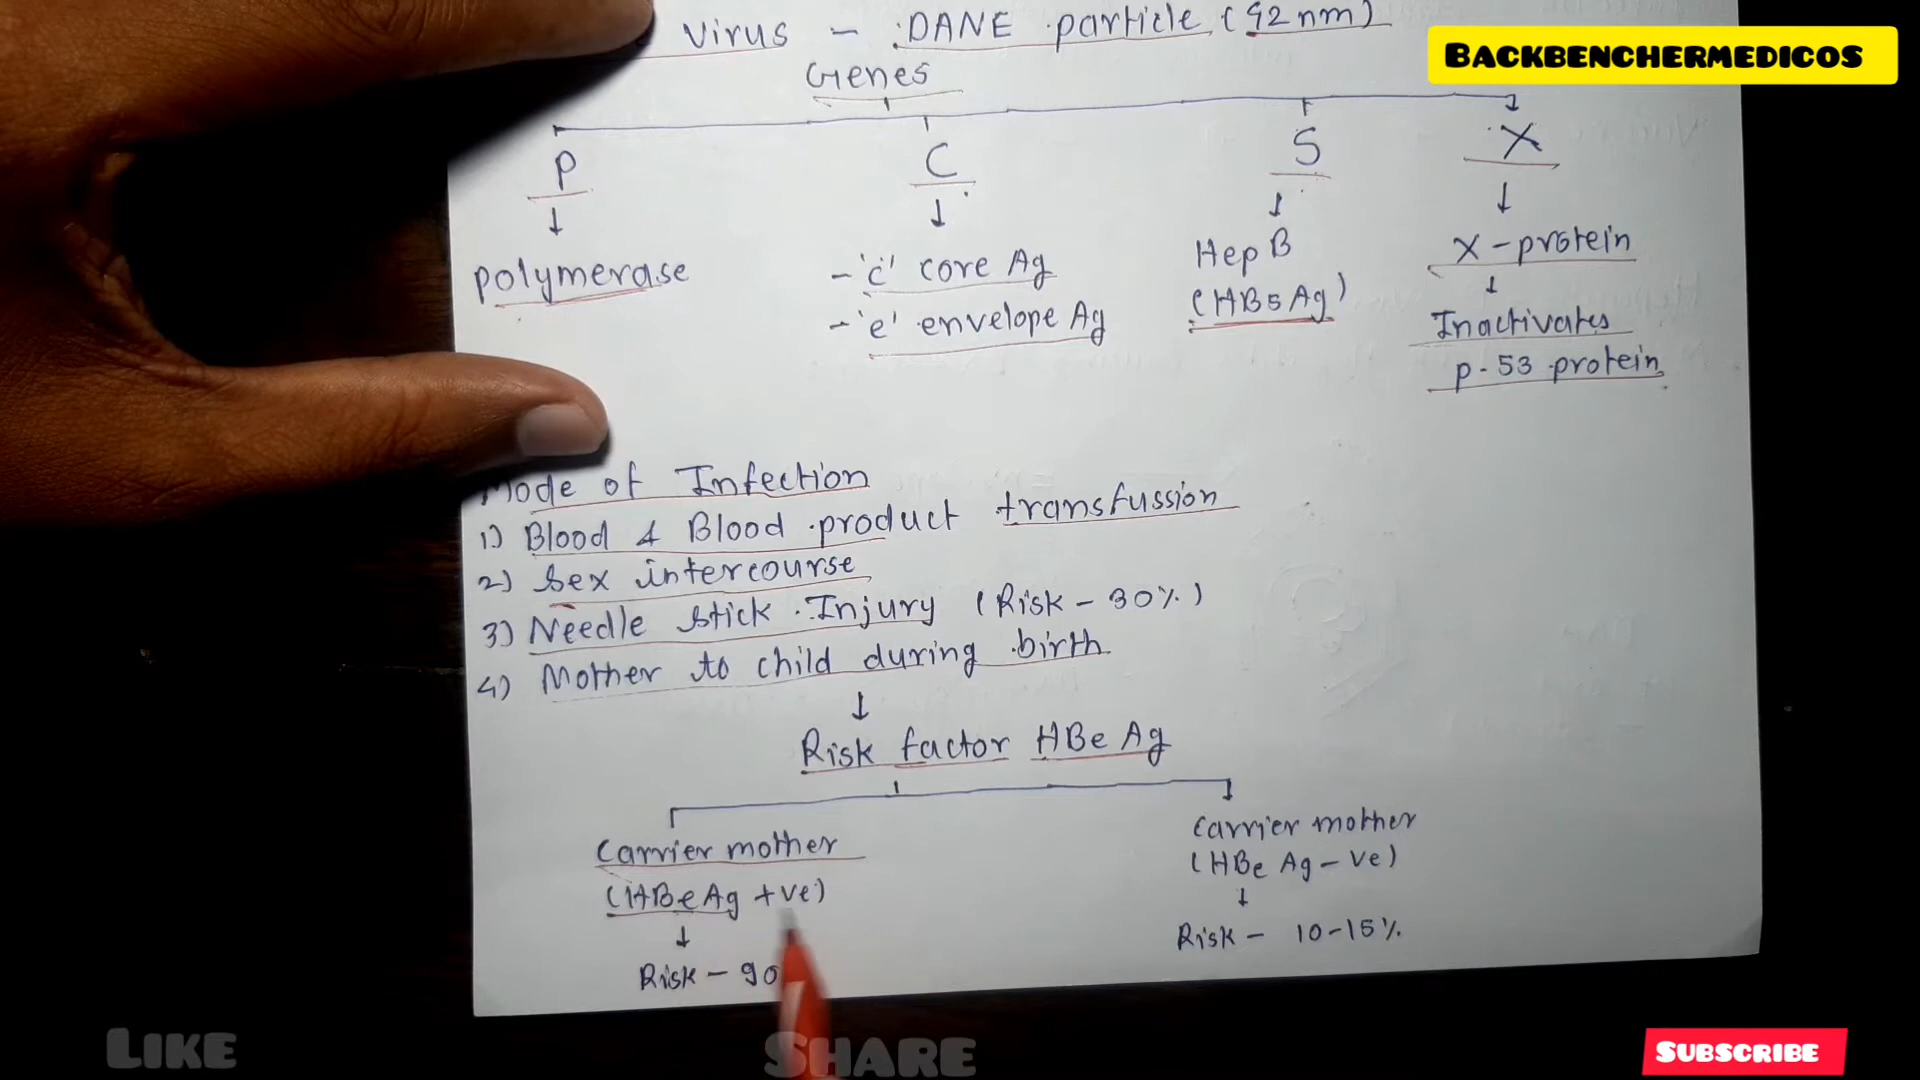 Virus - DANE particle (42nm)
BACKBENCHERMEDICOS
Genes
P C S X
polymerase
- 'c' core Ag
- 'e' envelope Ag
Hep B
(HBsAg)
X-protein
Inactivates
p-53 protein
Mode of Infection
1) Blood & Blood product transfussion
2) Sex intercourse
3) Needle stick Injury (Risk - 30%)
4) Mother to child during birth
Risk factor HBe Ag
Carrier mother
(HBeAg +ve)
Risk - 90
Carrier mother
(HBe Ag -ve)
Risk - 10-15%
LIKE
SHARE
SUBSCRIBE